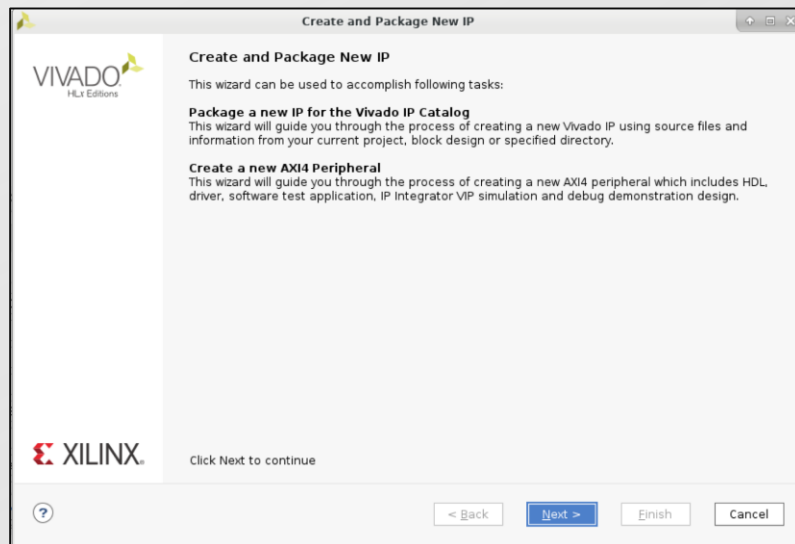 Create and Package New IP
VIVADO
HLx Editions
Create and Package New IP
This wizard can be used to accomplish following tasks:
Package a new IP for the Vivado IP Catalog
This wizard will guide you through the process of creating a new Vivado IP using source files and
information from your current project, block design or specified directory.
Create a new AXI4 Peripheral
This wizard will guide you through the process of creating a new AXI4 peripheral which includes HDL,
driver, software test application, IP Integrator VIP simulation and debug demonstration design.
XILINX
Click Next to continue
?
< Back
Next >
Finish
Cancel